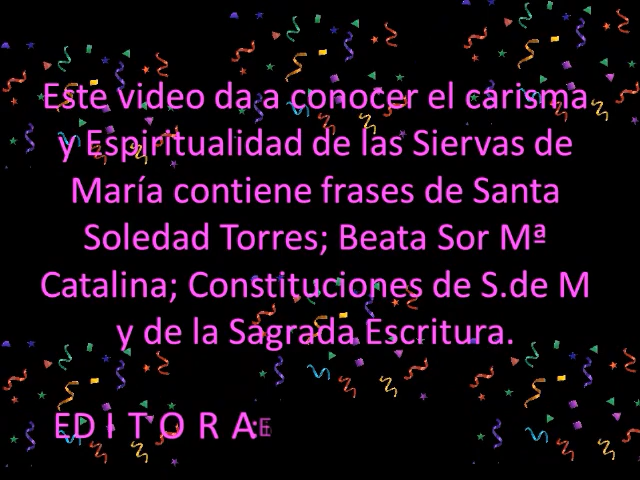 Este video da a conocer el carisma
y Espiritualidad de las Siervas de
María contiene frases de Santa
Soledad Torres; Beata Sor Mª
Catalina; Constituciones de S.de M
y de la Sagrada Escritura.
EDITORA:E